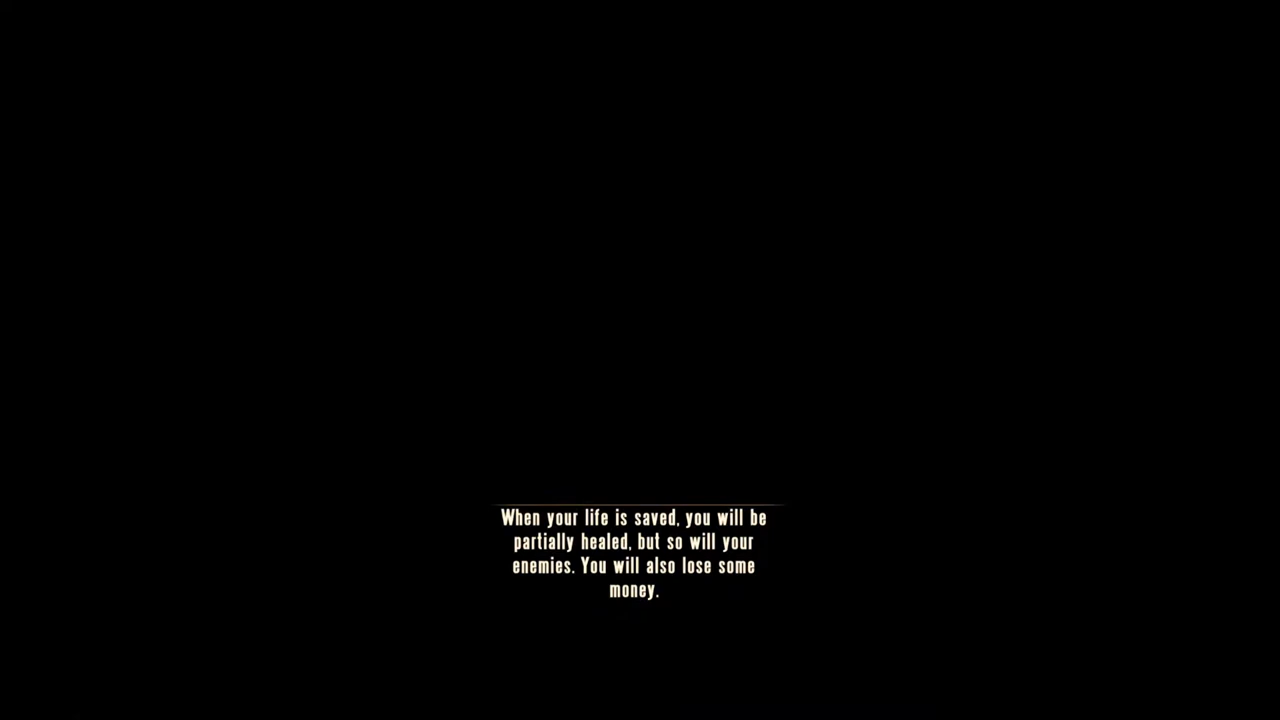 When your life is saved, you will be
partially healed, but so will your
enemies. You will also lose some
money.